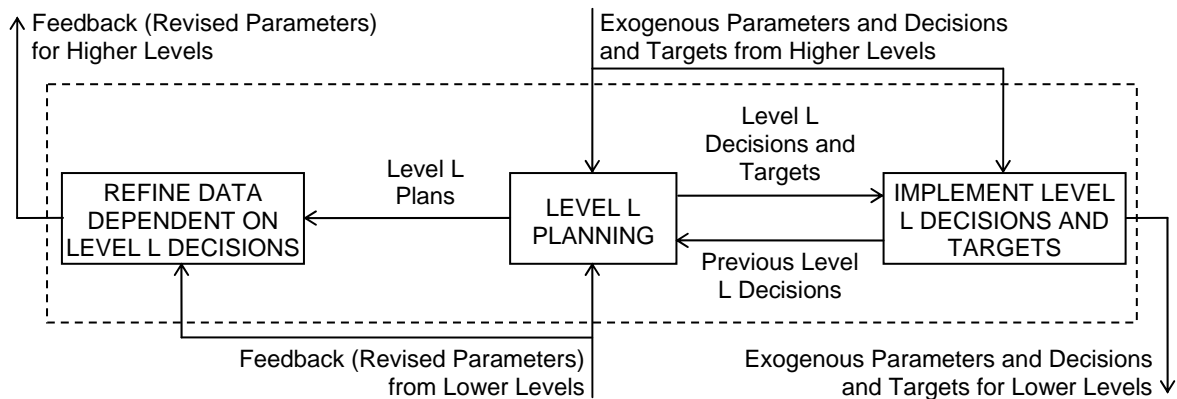 Feedback (Revised Parameters)
for Higher Levels
Exogenous Parameters and Decisions
and Targets from Higher Levels
Level L
Decisions and
Targets
Level L
Plans
REFINE DATA
DEPENDENT ON
LEVEL L DECISIONS
LEVEL L
PLANNING
IMPLEMENT LEVEL
L DECISIONS AND
TARGETS
Previous Level
L Decisions
Feedback (Revised Parameters)
from Lower Levels
Exogenous Parameters and Decisions
and Targets for Lower Levels